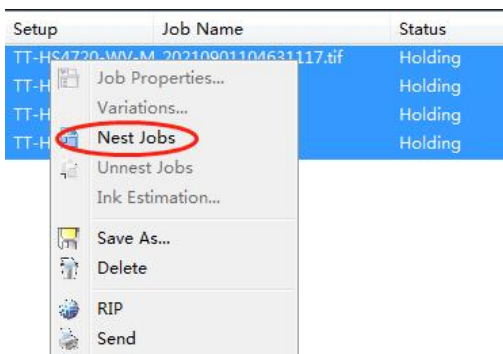 Setup Job Name Status
TT-HS4720-WV-M 20210901104631117.tif Holding
TT-H Holding
TT-H Holding
TT-H Holding
Job Properties...
Variations...
Nest Jobs
Unnest Jobs
Ink Estimation...
Save As...
Delete
RIP
Send